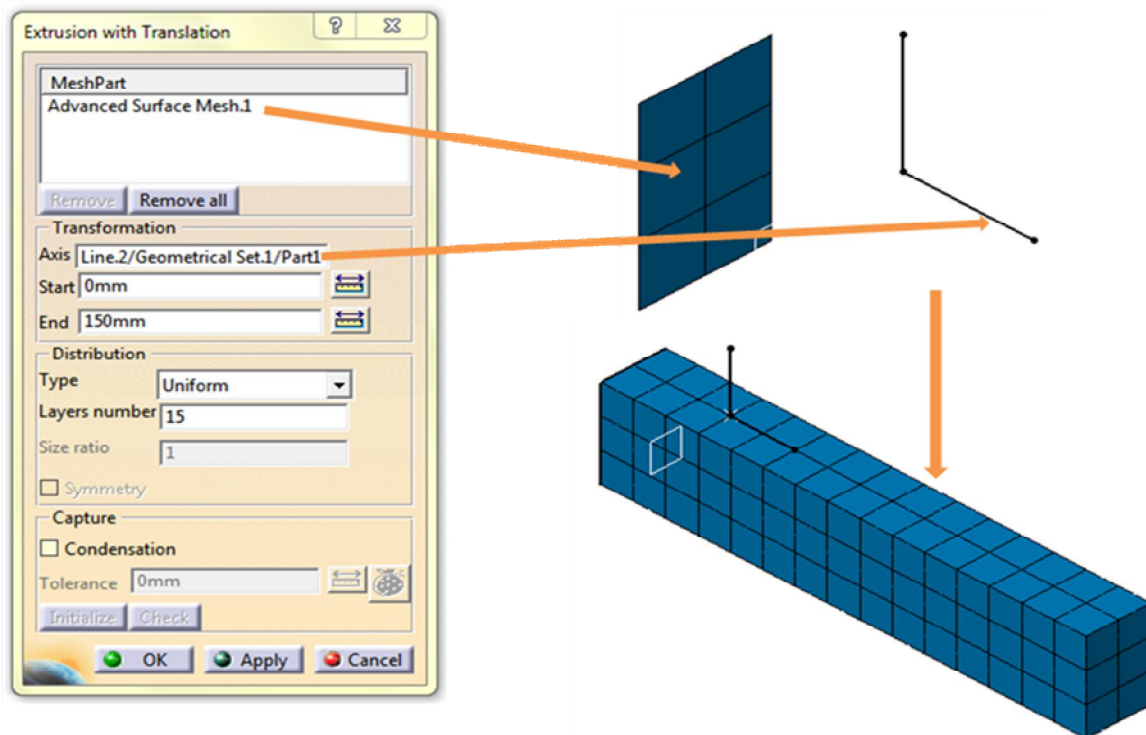 Extrusion with Translation
?
MeshPart
Advanced Surface Mesh.1
Remove Remove all
Transformation
Axis Line.2/Geometrical Set.1/Part1
Start 0mm
End 150mm
Distribution
Type Uniform
Layers number 15
Size ratio 1
Symmetry
Capture
Condensation
Tolerance 0mm
Initialize Check
OK Apply Cancel